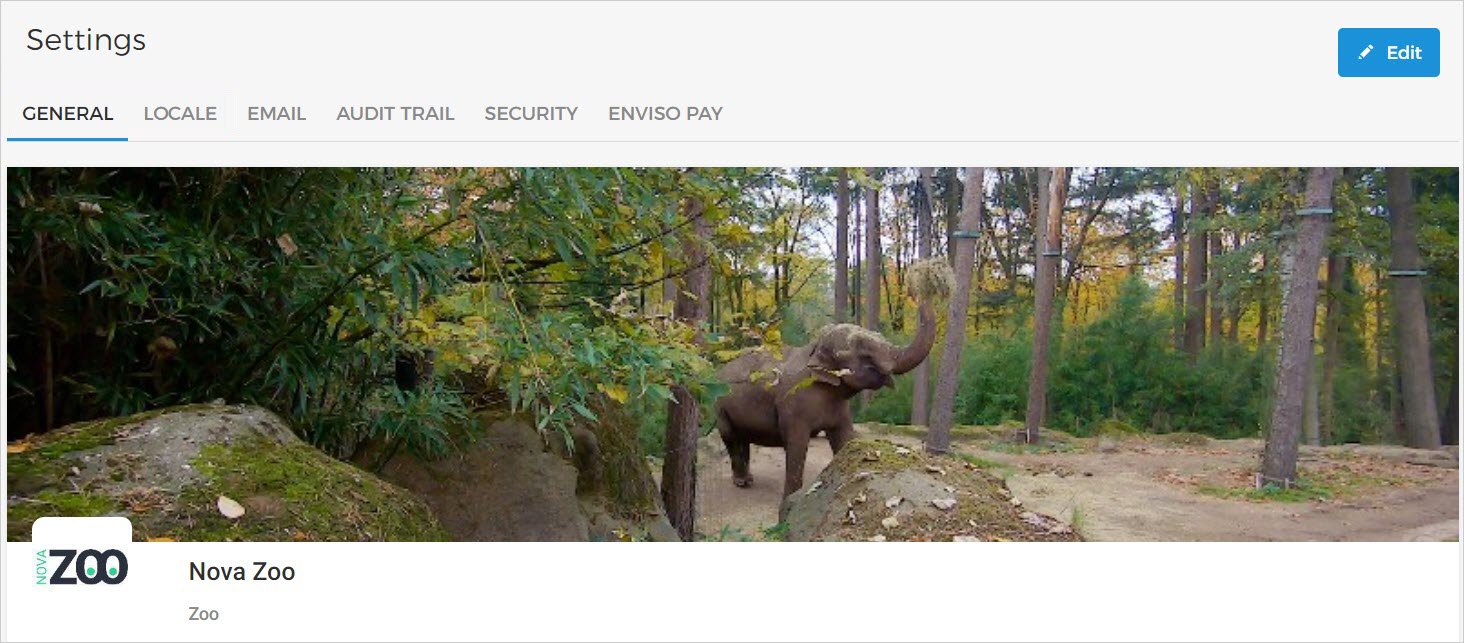 Settings
Edit
GENERAL LOCALE EMAIL AUDIT TRAIL SECURITY ENVISO PAY
NOVA ZOO
Nova Zoo
Zoo